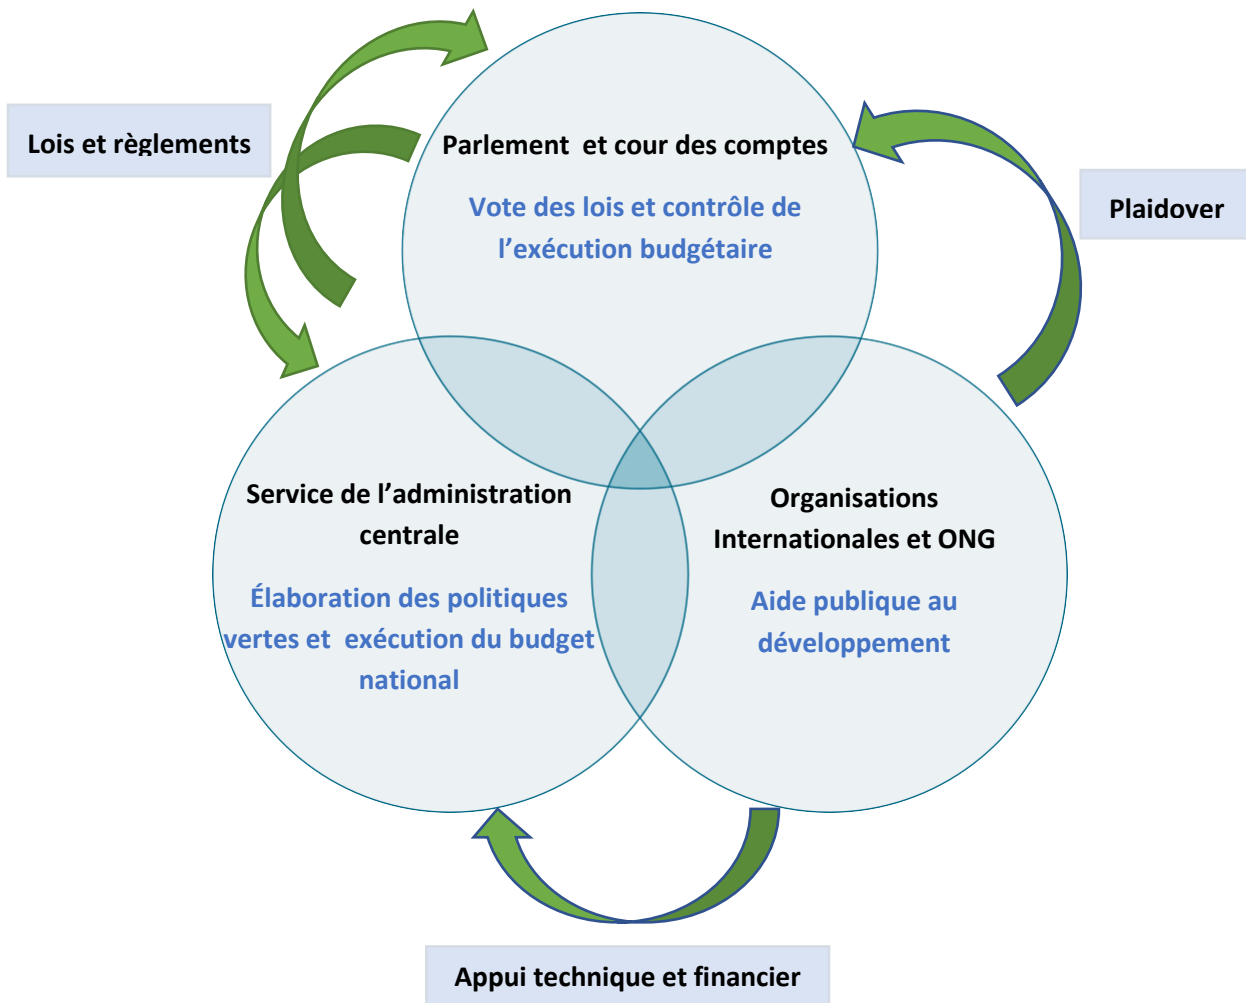 Lois et règlements
Parlement et cour des comptes
Vote des lois et contrôle de
l'exécution budgétaire
Plaidover
Service de l'administration
centrale
Élaboration des politiques
vertes et exécution du budget
national
Organisations
Internationales et ONG
Aide publique au
développement
Appui technique et financier